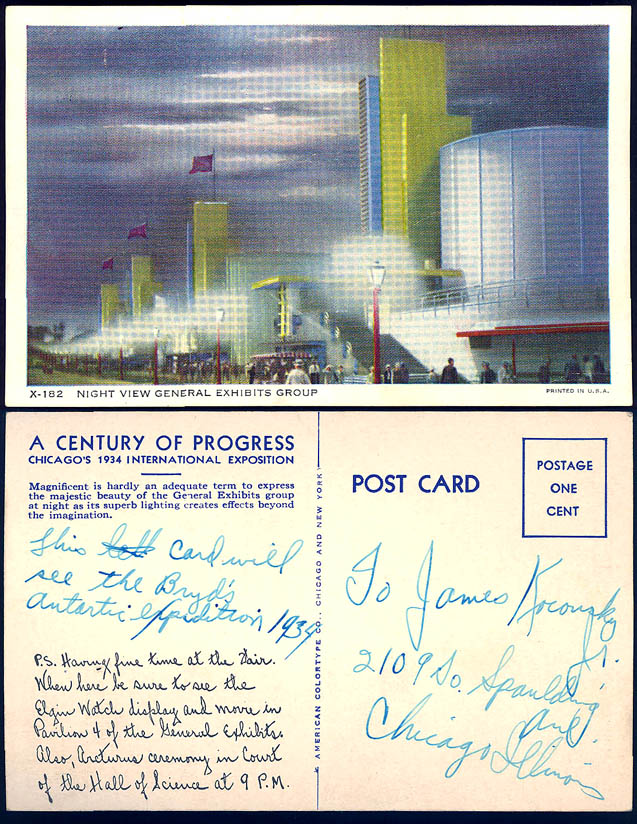 X-182 NIGHT VIEW GENERAL EXHIBITS GROUP
PRINTED IN U.S.A.
A CENTURY OF PROGRESS
CHICAGO'S 1934 INTERNATIONAL EXPOSITION
Magnificent is hardly an adequate term to express
the majestic beauty of the General Exhibits group
at night as its superb lighting creates effects beyond
the imagination.
This card will
see the Bryd's
Antartic expedition 1934
P.S. Having fine time at the Fair.
When here be sure to see the
Elgin Watch display and movie in
Pavilion 4 of the General Exhibits.
Also, Arcturus ceremony in Court
of the Hall of Science at 9 P.M.
AMERICAN COLORTYPE CO., CHICAGO AND NEW YORK
POST CARD
POSTAGE
ONE
CENT
To James Koconsky
Jr.
2109 So. Spaulding
Ave.
Chicago Illinois